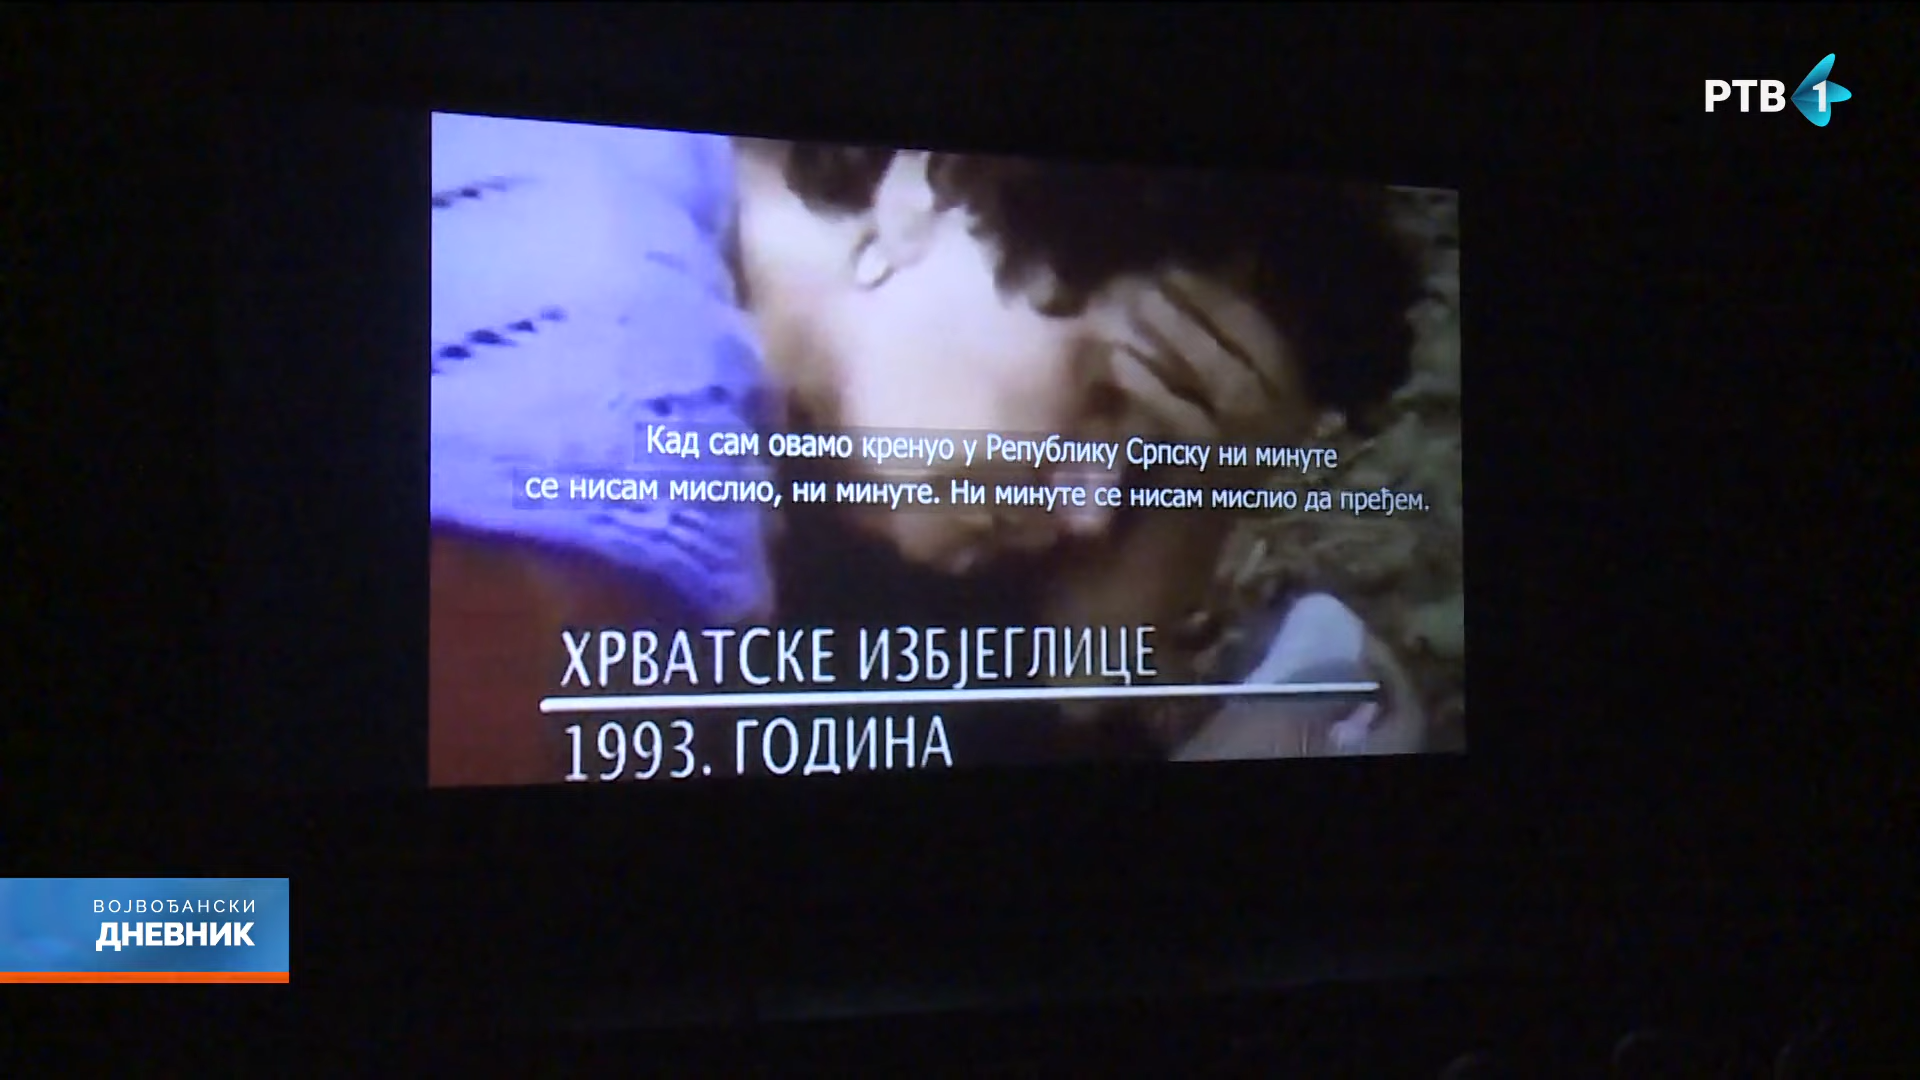 РТВ 1
Кад сам овамо кренуо у Републику Српску ни минуте
се нисам мислио, ни минуте. Ни минуте се нисам мислио да пређем.
ХРВАТСКЕ ИЗБЈЕГЛИЦЕ
1993. ГОДИНА
ВОЈВОЂАНСКИ
ДНЕВНИК